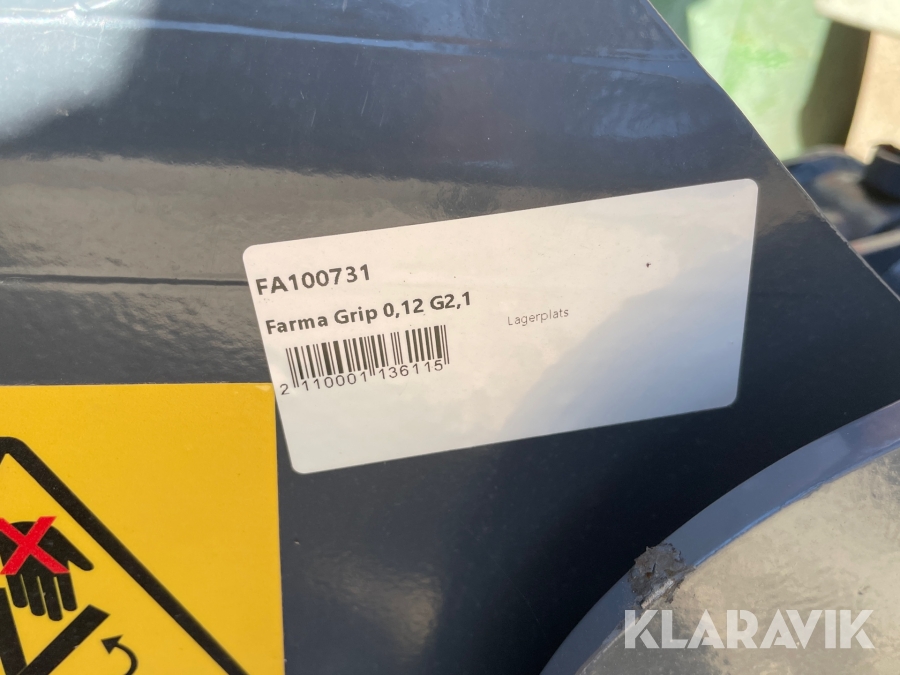 FA100731
Farma Grip 0,12 G2,1
Lagerplats
2 110001 136115
KLARAVIK